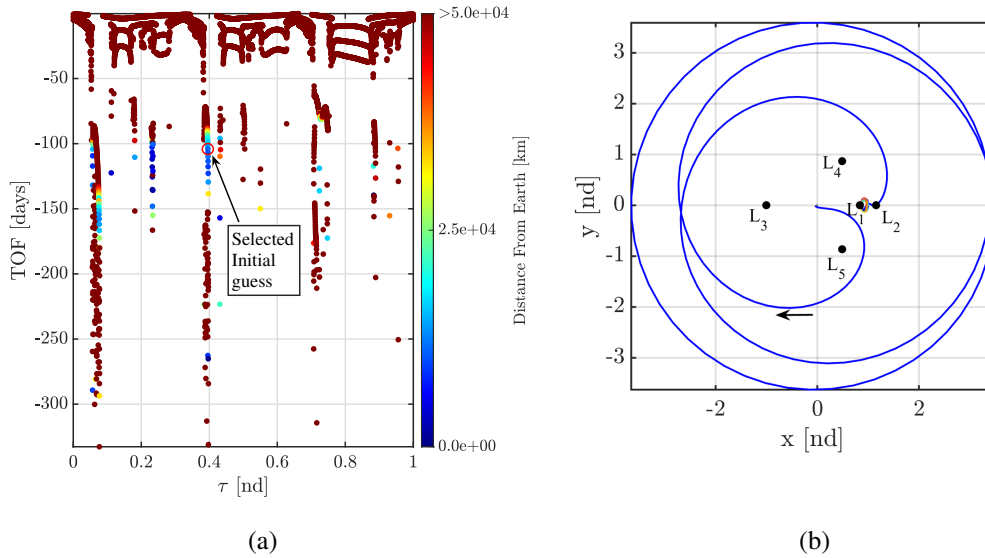 >5.0e+04
0
-50
-100
-150
-200
-250
-300
TOF [days]
Selected
Initial
guess
0
0.2
0.4
0.6
0.8
1
τ [nd]
2.5e+04
0.0e+00
Distance From Earth [km]
(a)
3
2
1
0
-1
-2
-3
y [nd]
L4
L3
L1
L2
L5
-2
0
2
x [nd]
(b)